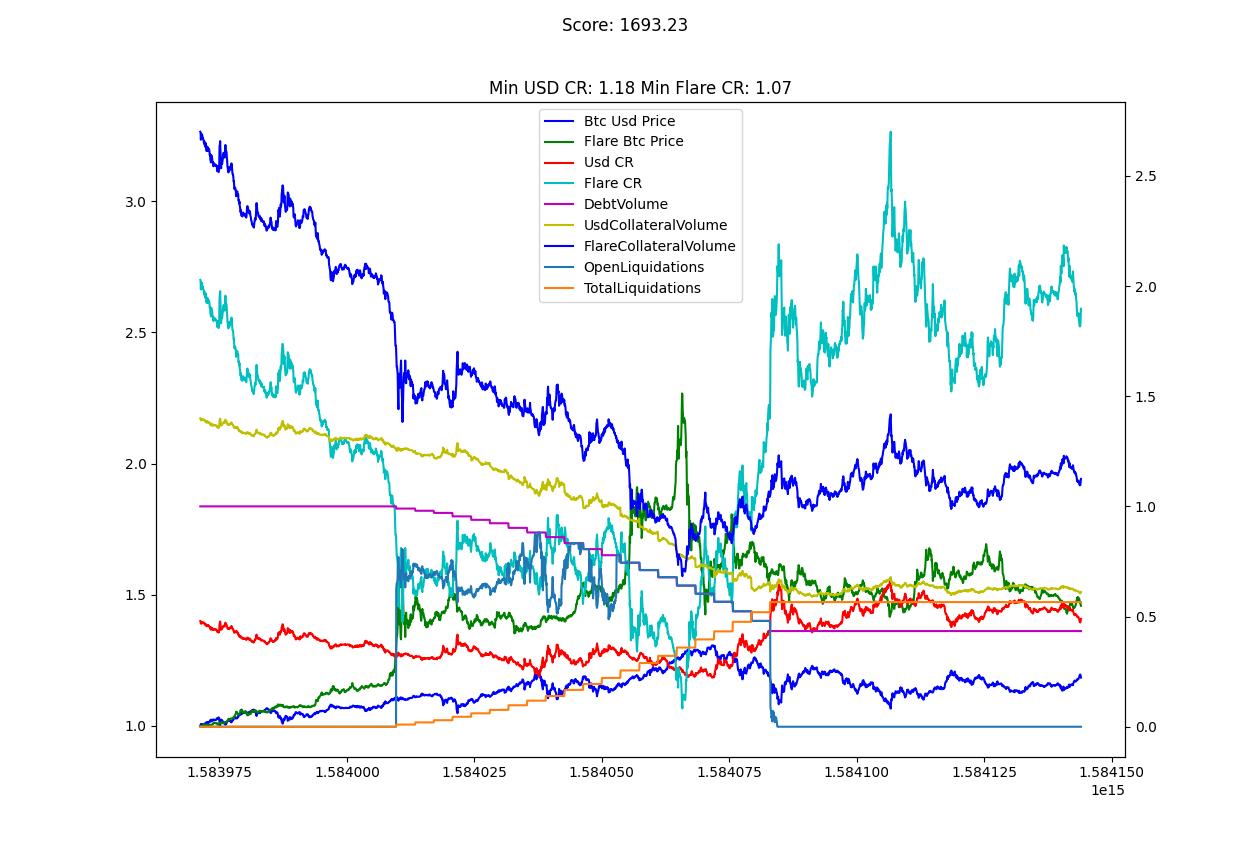 Score: 1693.23
Min USD CR: 1.18 Min Flare CR: 1.07
Btc Usd Price
Flare Btc Price
Usd CR
Flare CR
DebtVolume
UsdCollateralVolume
FlareCollateralVolume
OpenLiquidations
TotalLiquidations
3.0
2.5
2.0
1.5
1.0
2.5
2.0
1.5
1.0
0.5
0.0
1.583975 1.584000 1.584025 1.584050 1.584075 1.584100 1.584125 1.584150
1e15